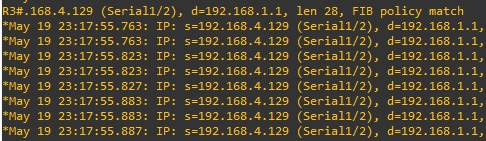 R3#.168.4.129 (Serial1/2), d=192.168.1.1, len 28, FIB policy match
*May 19 23:17:55.763: IP: s=192.168.4.129 (Serial1/2), d=192.168.1.1,
*May 19 23:17:55.763: IP: s=192.168.4.129 (Serial1/2), d=192.168.1.1,
*May 19 23:17:55.823: IP: s=192.168.4.129 (Serial1/2), d=192.168.1.1,
*May 19 23:17:55.823: IP: s=192.168.4.129 (Serial1/2), d=192.168.1.1,
*May 19 23:17:55.827: IP: s=192.168.4.129 (Serial1/2), d=192.168.1.1,
*May 19 23:17:55.883: IP: s=192.168.4.129 (Serial1/2), d=192.168.1.1,
*May 19 23:17:55.883: IP: s=192.168.4.129 (Serial1/2), d=192.168.1.1,
*May 19 23:17:55.887: IP: s=192.168.4.129 (Serial1/2), d=192.168.1.1,